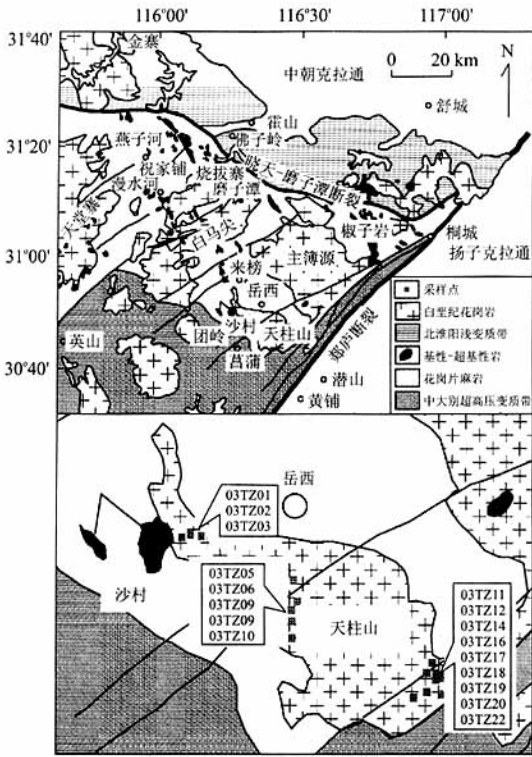 116°00′
116°30′
117°00′
31°40′
31°20′
31°00′
30°40′
金寨
中朝克拉通
0 20 km
N
舒城
霍山
佛子岭
燕子河
祝家铺
漫水河
烧拔寨
磨子潭
晓天-磨子潭断裂
天堂寨
白马尖
椒子岩
桐城
扬子克拉通
主簿源
来榜
岳西
沙村
团岭
天柱山
菖蒲
英山
郯庐断裂
潜山
黄铺
采样点
白垩纪花岗岩
北淮阳浅变质带
基性-超基性岩
花岗片麻岩
中大别超高压变质带
岳西
03TZ01
03TZ02
03TZ03
沙村
03TZ05
03TZ06
03TZ09
03TZ09
03TZ10
天柱山
03TZ11
03TZ12
03TZ14
03TZ16
03TZ17
03TZ18
03TZ19
03TZ20
03TZ22